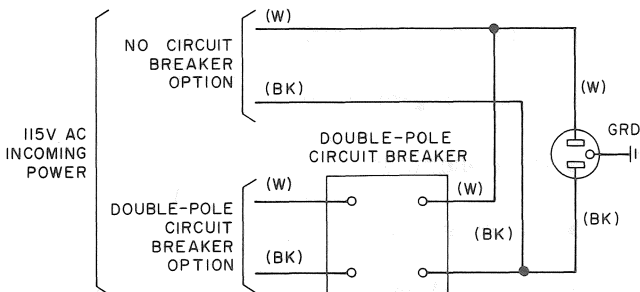 (W)
NO CIRCUIT
BREAKER
OPTION
(BK)
(W)
115V AC
INCOMING
POWER
GRD
DOUBLE-POLE
CIRCUIT BREAKER
(W)
(W)
DOUBLE-POLE
CIRCUIT
BREAKER
OPTION
(BK)
(BK)
(BK)